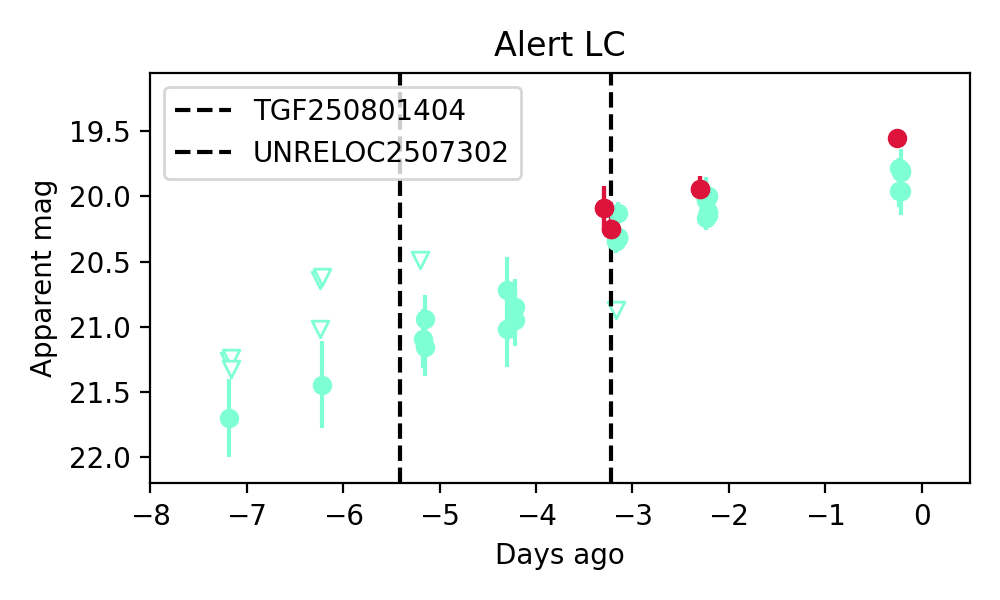 Alert LC
TGF250801404
UNRELOC2507302
Apparent mag
19.5
20.0
20.5
21.0
21.5
22.0
−8 −7 −6 −5 −4 −3 −2 −1 0
Days ago